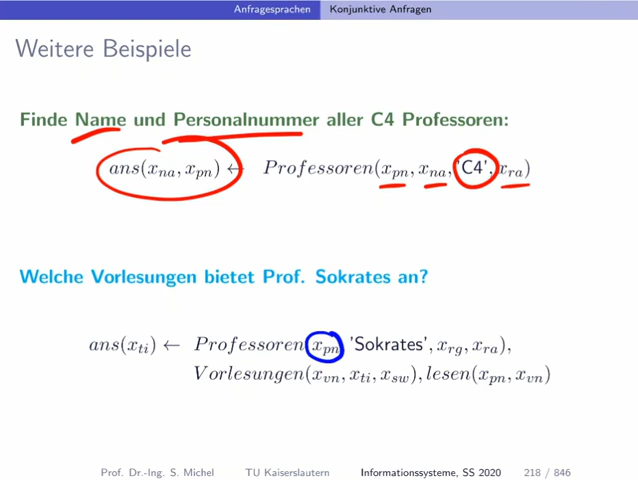 Anfragesprachen Konjunktive Anfragen
Weitere Beispiele
Finde Name und Personalnummer aller C4 Professoren:
ans(x_na, x_pn) ← Professoren(x_pn, x_na, 'C4', x_ra)
Welche Vorlesungen bietet Prof. Sokrates an?
ans(x_ti) ← Professoren(x_pn, 'Sokrates', x_rg, x_ra),
Vorlesungen(x_vn, x_ti, x_sw), lesen(x_pn, x_vn)
Prof. Dr.-Ing. S. Michel TU Kaiserslautern Informationssysteme, SS 2020 218 / 846